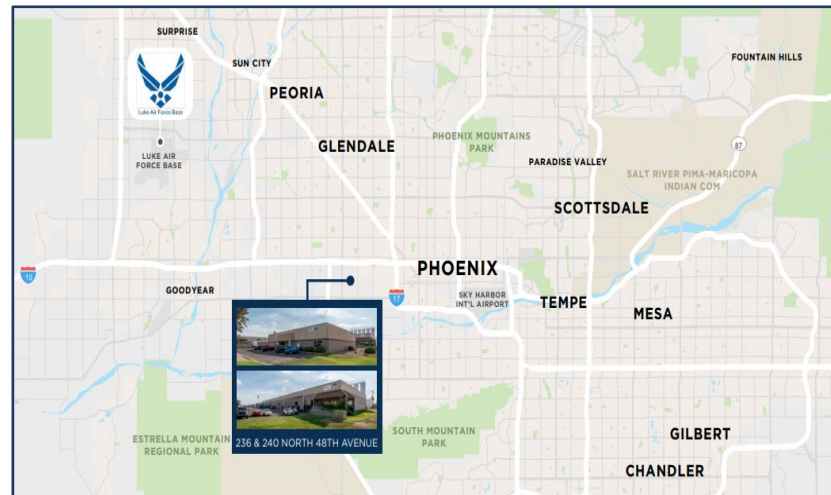 SURPRISE
SUN CITY
FOUNTAIN HILLS
Luke Air Force Base
PEORIA
GLENDALE
PHOENIX MOUNTAINS
PARK
87
LUKE AIR
FORCE BASE
PARADISE VALLEY
SALT RIVER PIMA-MARICOPA
INDIAN COM
SCOTTSDALE
PHOENIX
10
GOODYEAR
17
SKY HARBOR
INT'L AIRPORT
TEMPE
MESA
ESTRELLA MOUNTAIN
REGIONAL PARK
236 & 240 NORTH 48TH AVENUE
SOUTH MOUNTAIN
PARK
GILBERT
CHANDLER